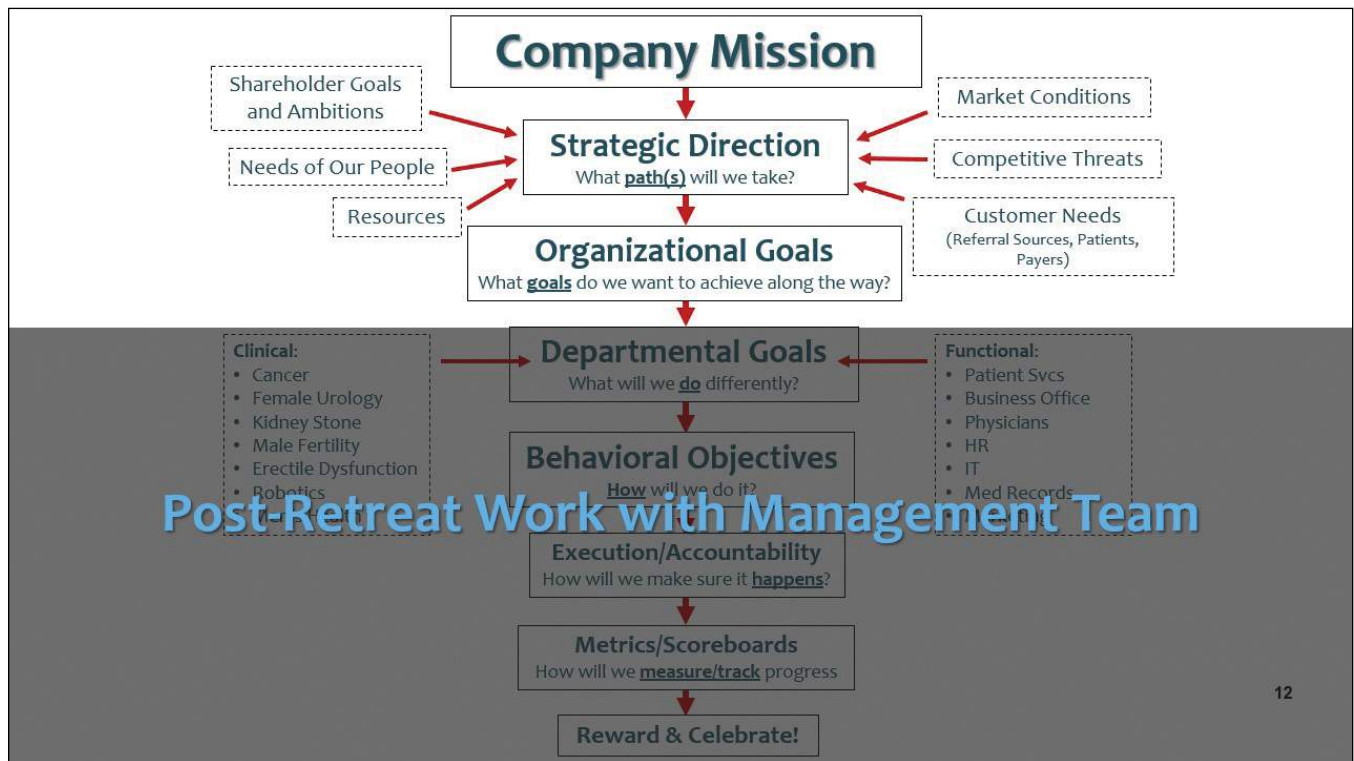 Company Mission
Shareholder Goals
and Ambitions
Needs of Our People
Resources
Market Conditions
Competitive Threats
Customer Needs
(Referral Sources, Patients,
Payers)
Strategic Direction
What path(s) will we take?
Organizational Goals
What goals do we want to achieve along the way?
Clinical:
• Cancer
• Female Urology
• Kidney Stone
• Male Fertility
• Erectile Dysfunction
• Robotics
Departmental Goals
What will we do differently?
Functional:
• Patient Svcs
• Business Office
• Physicians
• HR
• IT
• Med Records
Behavioral Objectives
How will we do it?
Post-Retreat Work with Management Team
Execution/Accountability
How will we make sure it happens?
Metrics/Scoreboards
How will we measure/track progress
Reward & Celebrate!
12